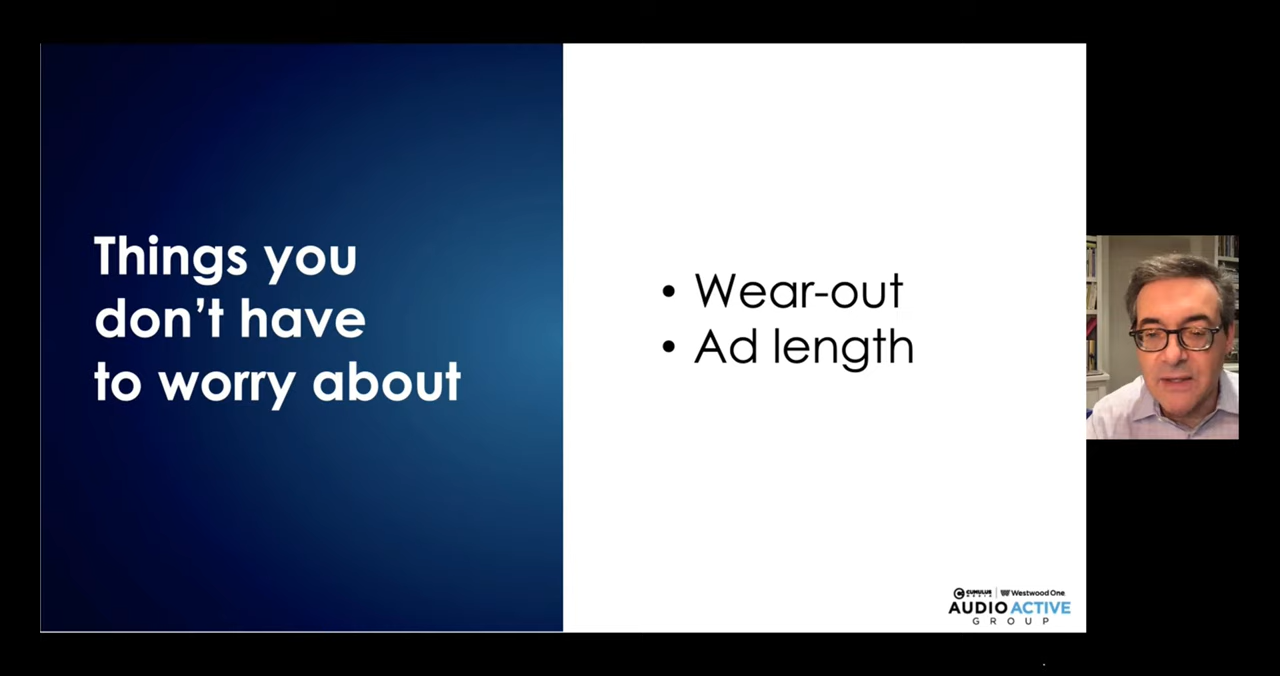 Things you
don't have
to worry about
• Wear-out
• Ad length
CUMULUS MEDIA | Westwood One
AUDIO ACTIVE
GROUP